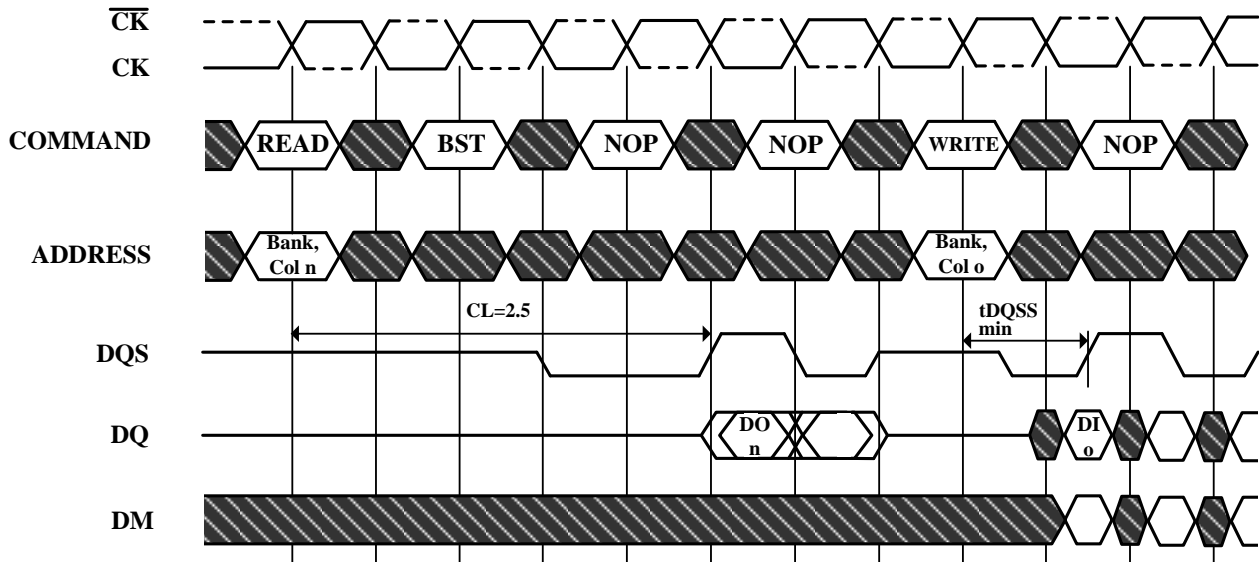 CK
CK
COMMAND
READ
BST
NOP
NOP
WRITE
NOP
ADDRESS
Bank,
Col n
Bank,
Col o
CL=2.5
tDQSS
min
DQS
DQ
DO
n
DI
o
DM